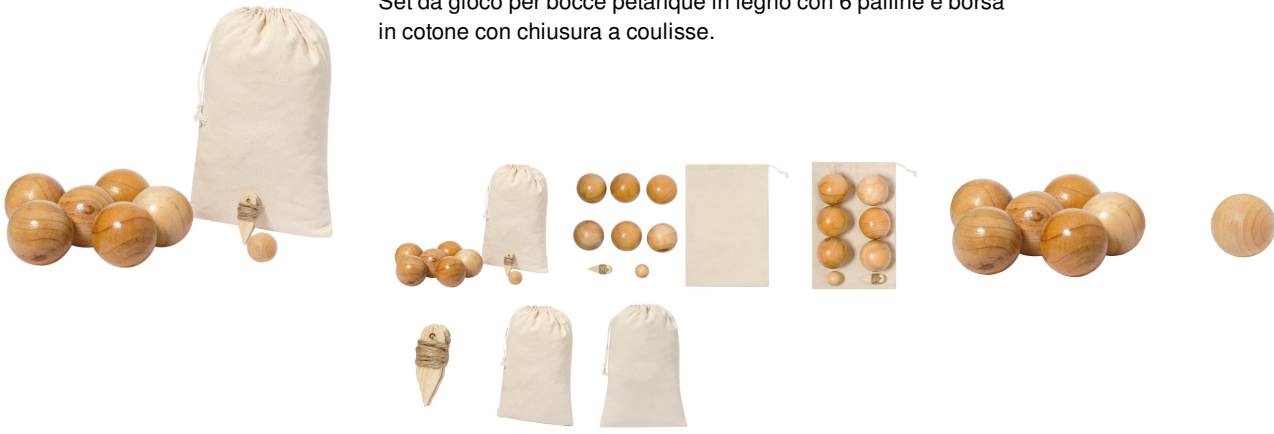 Set da gioco per bocce petanque in legno con 6 palline e borsa
in cotone con chiusura a coulisse.